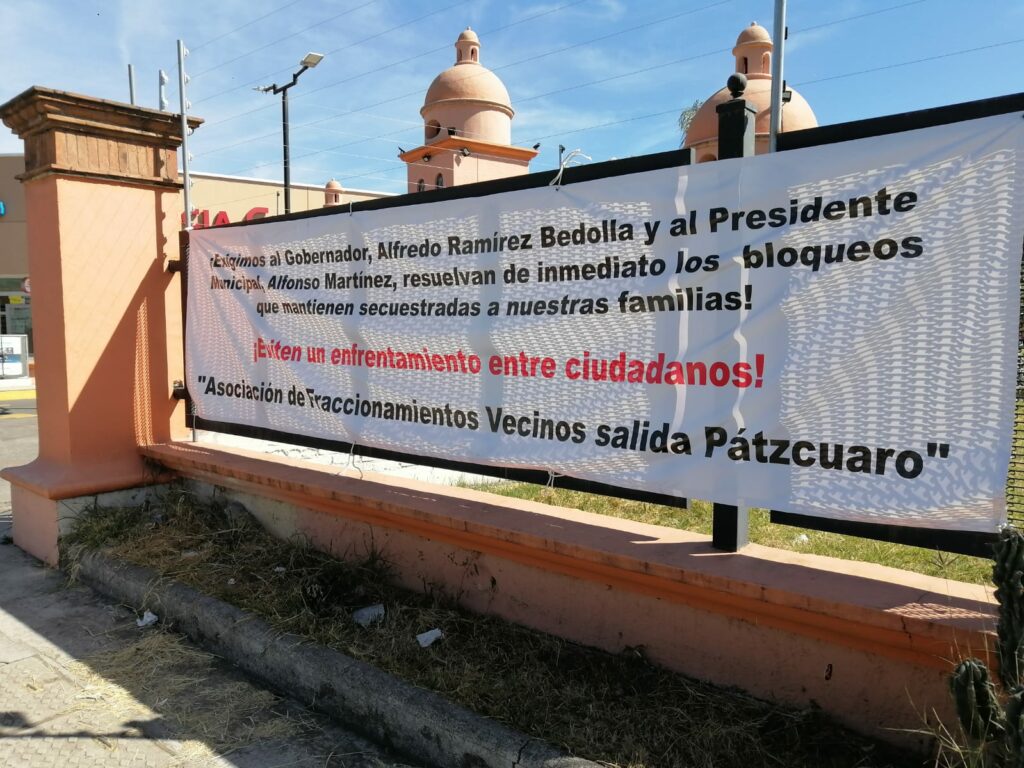 ¡Exigimos al Gobernador, Alfredo Ramírez Bedolla y al Presidente
Municipal, Alfonso Martínez, resuelvan de inmediato los bloqueos
que mantienen secuestradas a nuestras familias!
¡Eviten un enfrentamiento entre ciudadanos!
"Asociación de Fraccionamientos Vecinos salida Pátzcuaro"